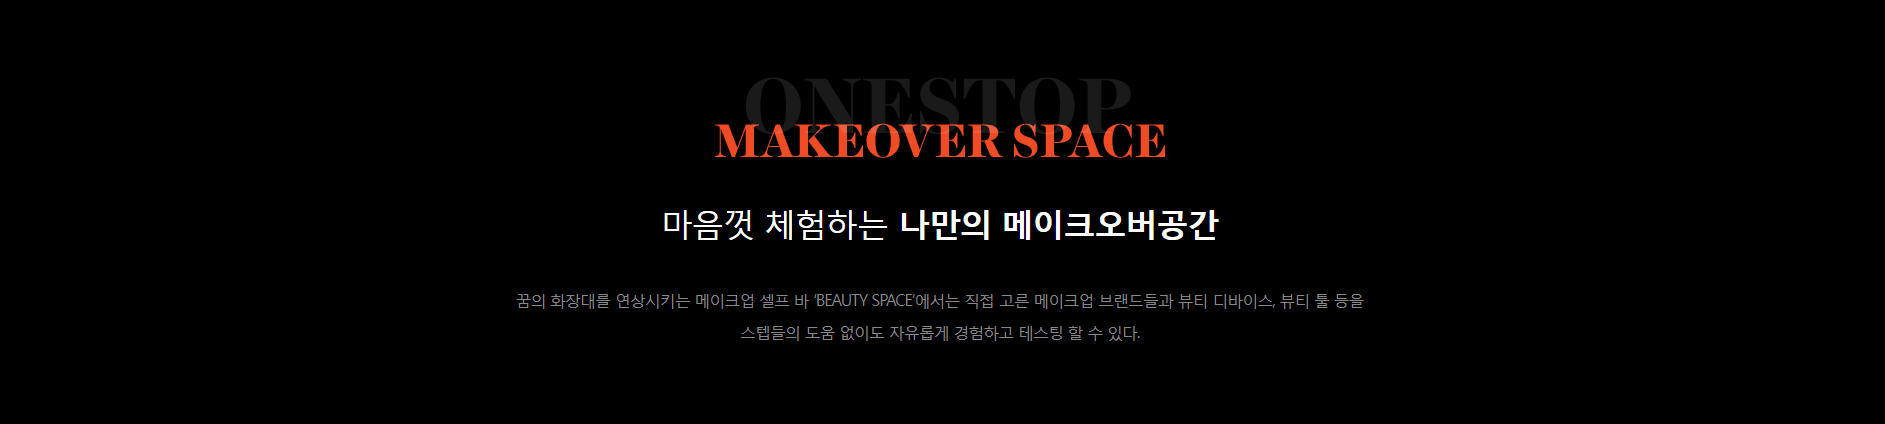 ONESTOP
MAKEOVER SPACE
마음껏 체험하는 나만의 메이크오버공간
꿈의 화장대를 연상시키는 메이크업 셀프 바 ‘BEAUTY SPACE’에서는 직접 고른 메이크업 브랜드들과 뷰티 디바이스, 뷰티 툴 등을
스텝들의 도움 없이도 자유롭게 경험하고 테스팅 할 수 있다.